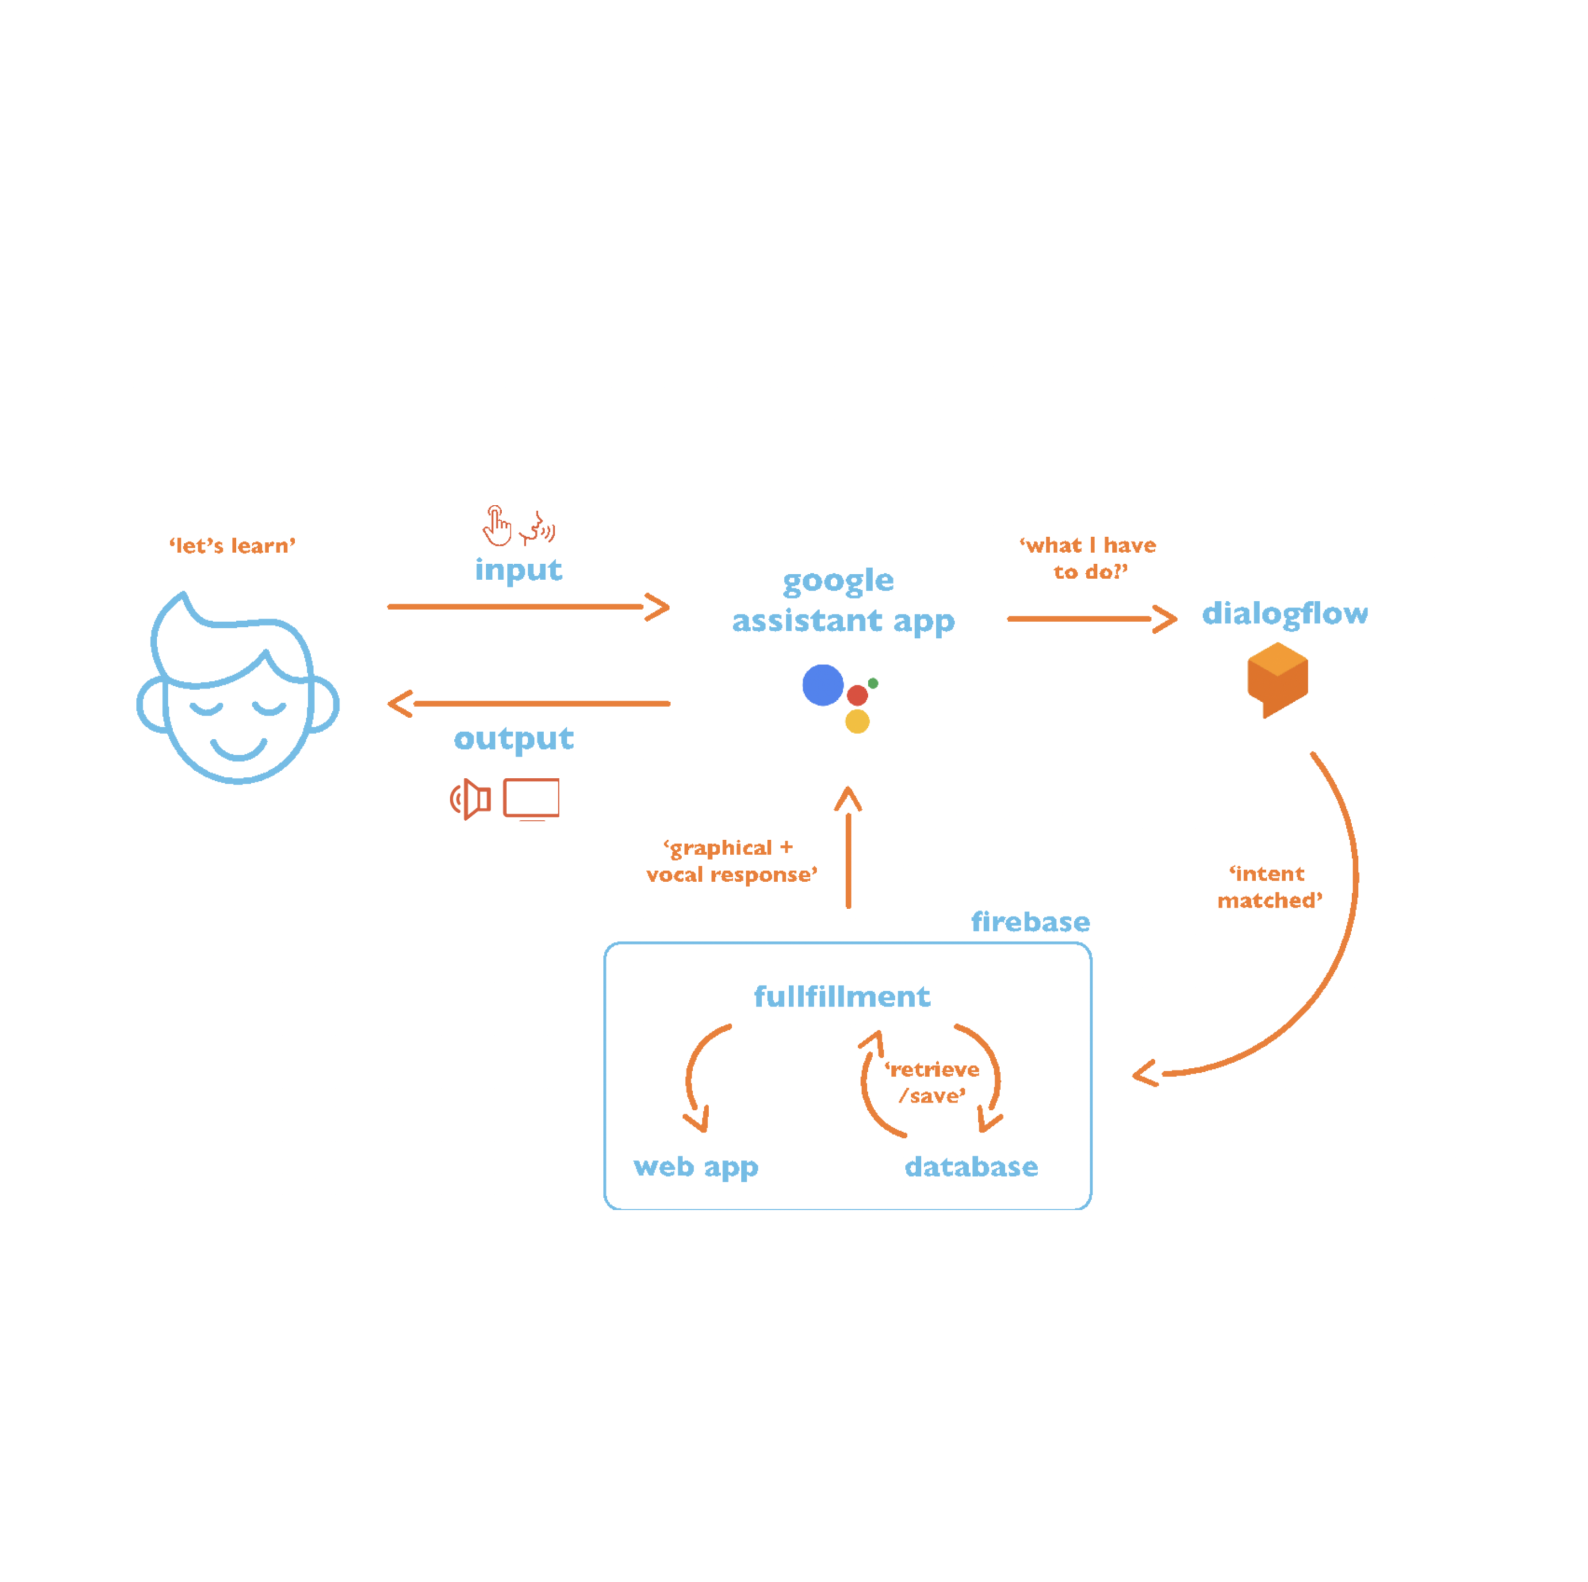 ‘let’s learn’
input
google
assistant app
‘what I have
to do?’
dialogflow
output
‘graphical +
vocal response’
‘intent
matched’
firebase
fullfillment
‘retrieve
/save’
web app
database